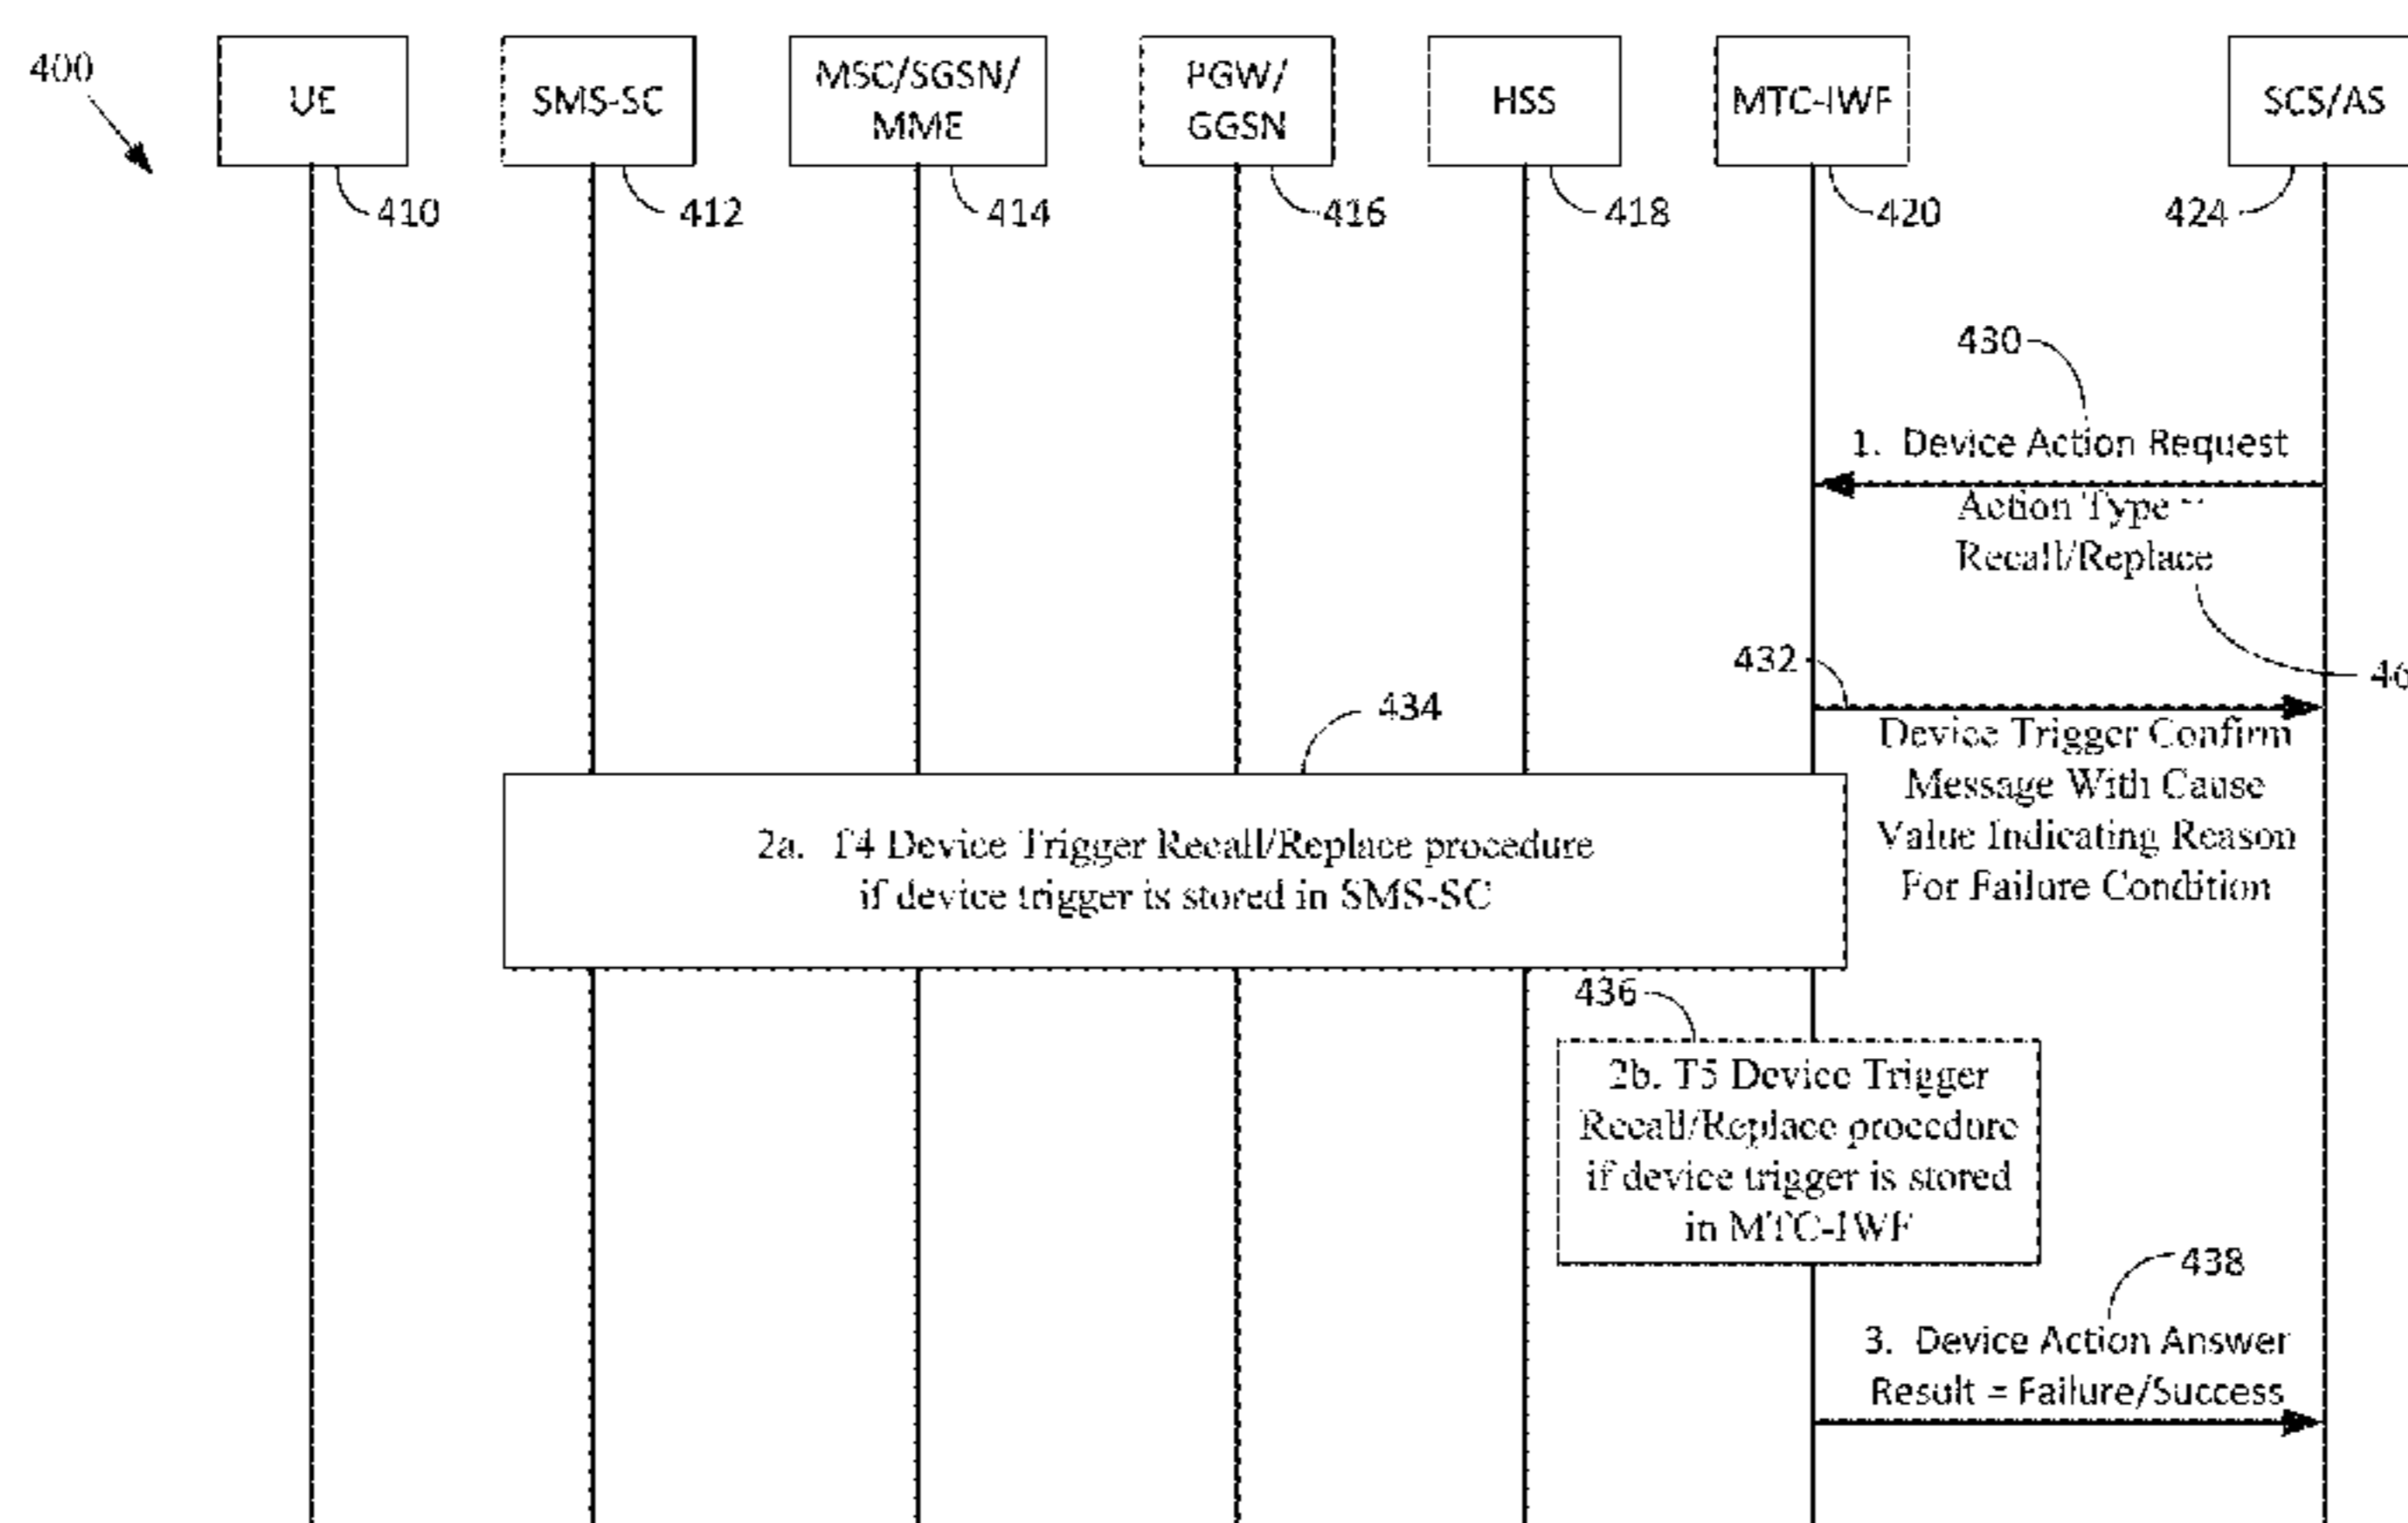 400
UE
SMS-SC
MSC/SGSN/
MME
PGW/
GGSN
HSS
MTC-IWF
SCS/AS
410
412
414
416
418
420
424
430
1. Device Action Request
Action Type =
Recall/Replace
432
46
434
Device Trigger Confirm
Message With Cause
Value Indicating Reason
For Failure Condition
2a. T4 Device Trigger Recall/Replace procedure
if device trigger is stored in SMS-SC
436
2b. T5 Device Trigger
Recall/Replace procedure
if device trigger is stored
in MTC-IWF
438
3. Device Action Answer
Result = Failure/Success